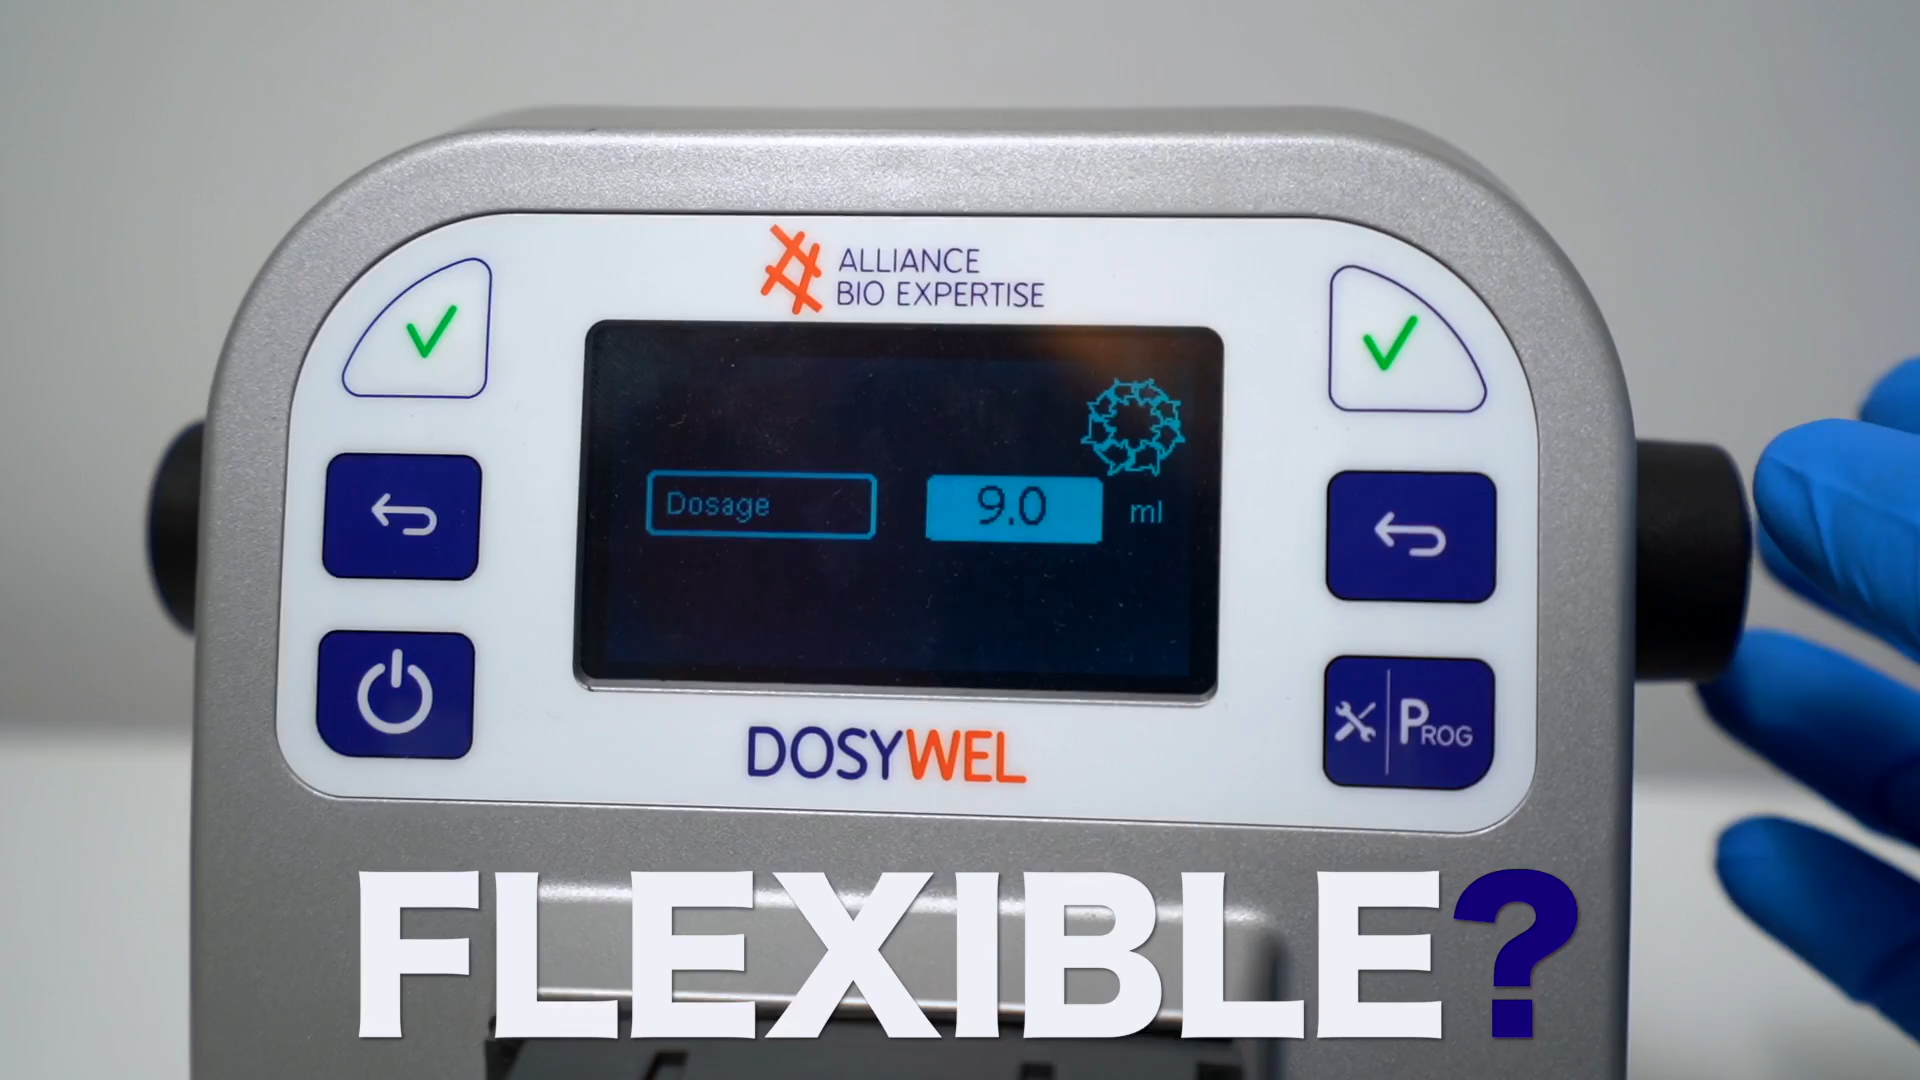 ALLIANCE
BIO EXPERTISE
Dosage 9.0 ml
PROG
DOSYWEL
FLEXIBLE?